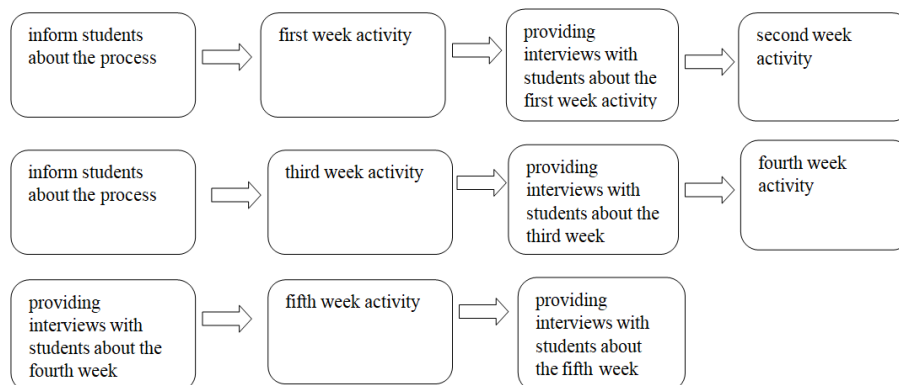 inform students
about the process
first week activity
providing
interviews with
students about the
first week activity
second week
activity
inform students
about the process
third week activity
providing
interviews with
students about the
third week
fourth week
activity
providing
interviews with
students about the
fourth week
fifth week activity
providing
interviews with
students about
the fifth week